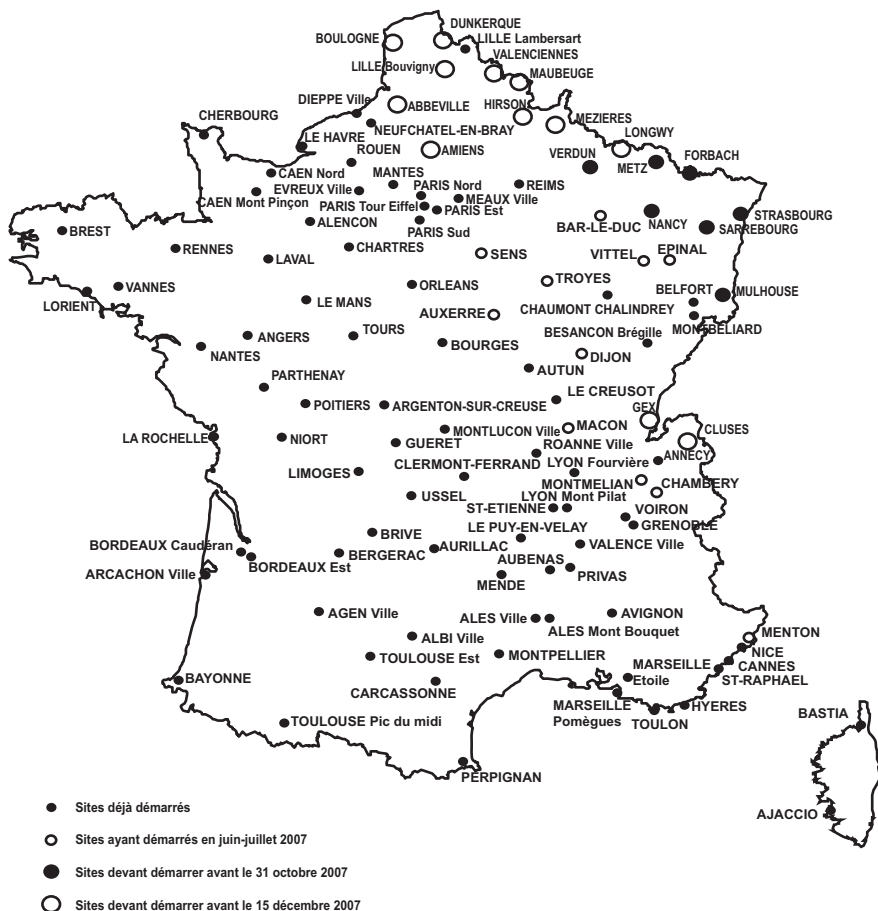 DUNKERQUE
BOULOGNE
LILLE Lambersart
VALENCIENNES
LILLE Bouvigny
MAUBEUGE
DIEPPE Ville
ABBEVILLE
HIRSON
MEZIERES
CHERBOURG
NEUFCHATEL-EN-BRAY
LONGWY
LE HAVRE
ROUEN
AMIENS
VERDUN
METZ
FORBACH
CAEN Nord
MANTES
PARIS Nord
REIMS
CAEN Mont Pinçon
EVREUX Ville
MEAUX Ville
PARIS Tour Eiffel
PARIS Est
BAR-LE-DUC
NANCY
STRASBOURG
ALENCON
PARIS Sud
SARREBOURG
BREST
RENNES
CHARTRES
SENS
VITTEL
EPINAL
LAVAL
TROYES
VANNES
ORLEANS
BELFORT
MULHOUSE
LORIENT
LE MANS
AUXERRE
CHAUMONT CHALINDREY
MONTBELIARD
ANGERS
TOURS
BOURGES
BESANCON Brégille
NANTES
DIJON
AUTUN
PARTHENAY
LE CREUSOT
POITIERS
ARGENTON-SUR-CREUSE
GEX
MONTLUCON Ville
MACON
CLUSES
LA ROCHELLE
NIORT
GUERET
ROANNE Ville
ANNECY
LIMOGES
CLERMONT-FERRAND
LYON Fourvière
MONTMELIAN
CHAMBERY
USSEL
LYON Mont Pilat
ST-ETIENNE
VOIRON
GRENOBLE
BRIVE
LE PUY-EN-VELAY
BORDEAUX Caudéran
BERGERAC
AURILLAC
VALENCE Ville
BORDEAUX Est
AUBENAS
ARCACHON Ville
MENDE
PRIVAS
AGEN Ville
ALES Ville
AVIGNON
ALES Mont Bouquet
ALBI Ville
MENTON
TOULOUSE Est
MONTPELLIER
NICE
MARSEILLE
Etoile
CANNES
ST-RAPHAEL
BAYONNE
CARCASSONNE
MARSEILLE
Pomègues
HYERES
TOULON
TOULOUSE Pic du midi
BASTIA
PERPIGNAN
AJACCIO
Sites déjà démarrés
Sites ayant démarrés en juin-juillet 2007
Sites devant démarrer avant le 31 octobre 2007
Sites devant démarrer avant le 15 décembre 2007